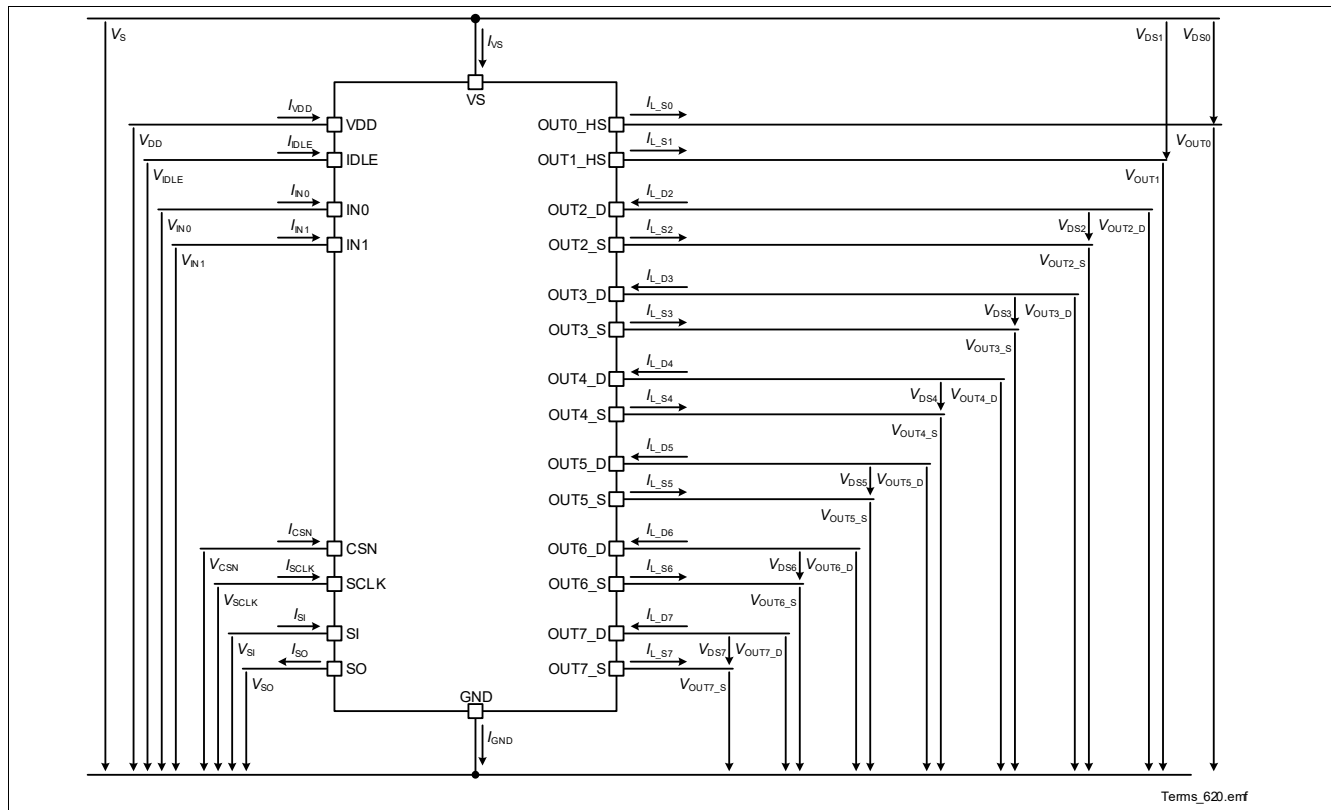 VS IVS VDS1 VDS0
VS
IVDD VDD OUT0_HS IL_S0
VDD IDLE IDLE OUT1_HS IL_S1 VOUT0
VIDLE VOUT1
IIN0 IN0 OUT2_D IL_D2
VIN0 IIN1 IN1 OUT2_S IL_S2 VDS2 VOUT2_D
VIN1 VOUT2_S
OUT3_D IL_D3
OUT3_S IL_S3 VDS3 VOUT3_D
VOUT3_S
OUT4_D IL_D4
OUT4_S IL_S4 VDS4 VOUT4_D
VOUT4_S
OUT5_D IL_D5
OUT5_S IL_S5 VDS5 VOUT5_D
VOUT5_S
ICSN CSN OUT6_D IL_D6
VCSN ISCLK SCLK OUT6_S IL_S6 VDS6 VOUT6_D
VSCLK VOUT6_S
ISI SI OUT7_D IL_D7
VSI ISO SO OUT7_S IL_S7 VDS7 VOUT7_D
VSO VOUT7_S
GND
IGND
Terms_620.emf